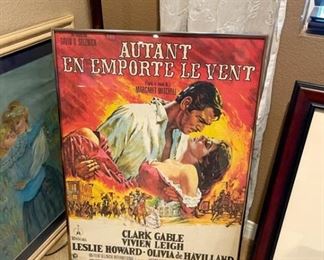 DAVID O. SELZNICK
AUTANT
EN EMPORTE LE VENT
MARGARET MITCHELL
CLARK GABLE
VIVIEN LEIGH
LESLIE HOWARD - OLIVIA de HAVILLAND